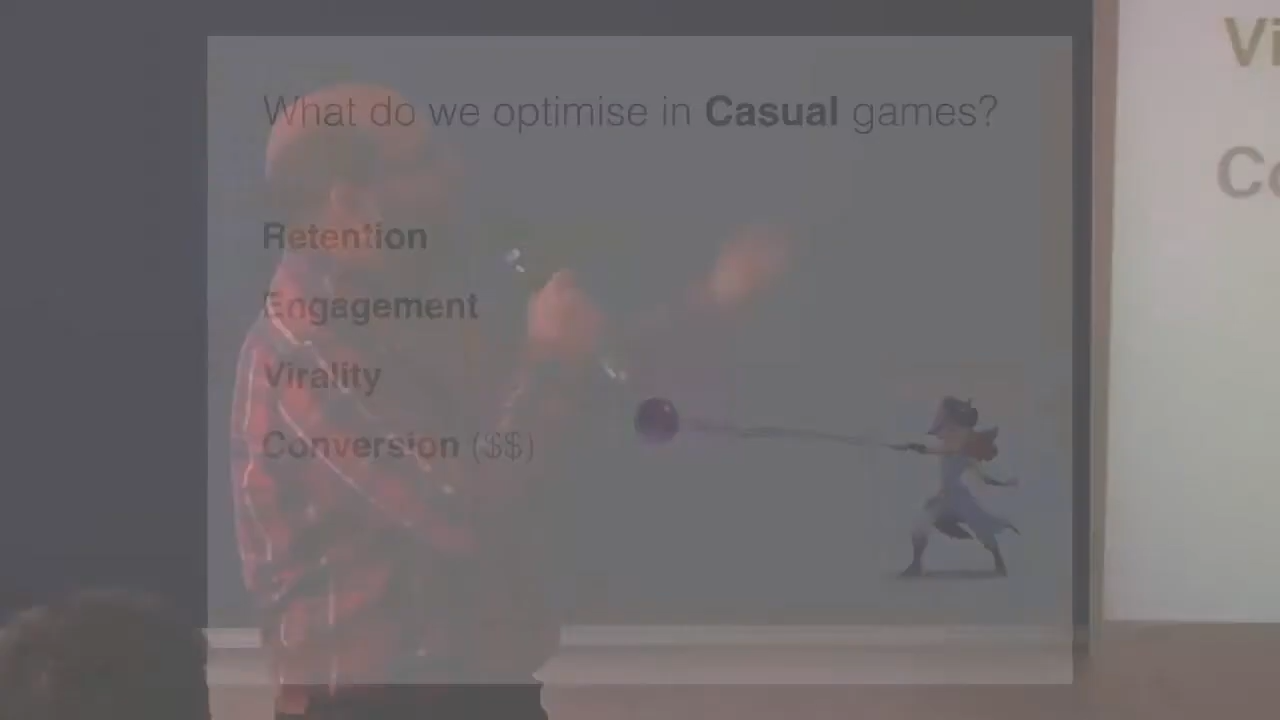 What do we optimise in Casual games?
Retention
Engagement
Virality
Conversion ($$)
Vi
Co